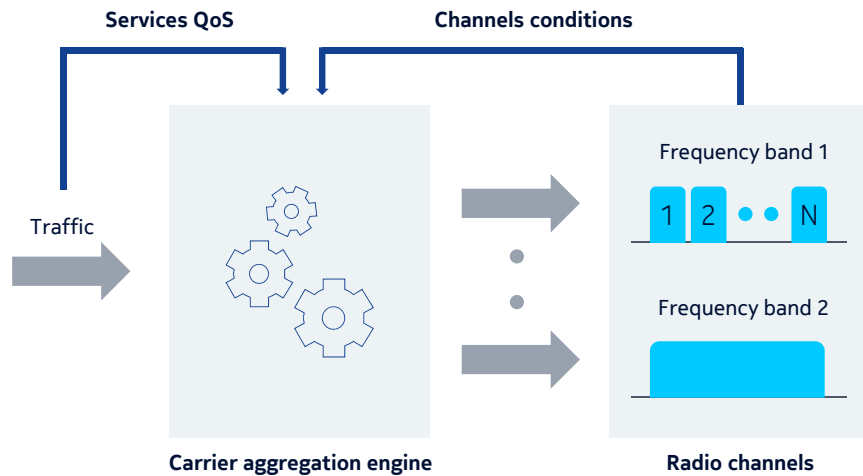 Services QoS
Channels conditions
Traffic
Frequency band 1
1 2 N
Frequency band 2
Carrier aggregation engine
Radio channels